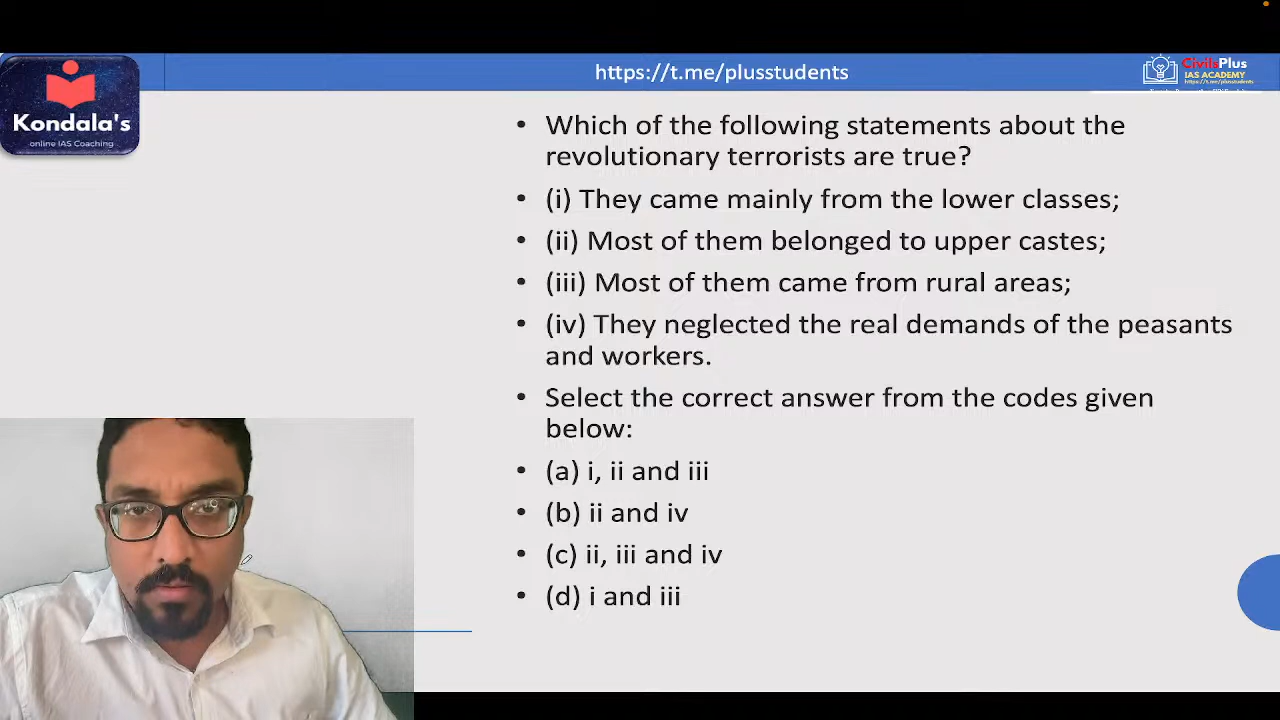 https://t.me/plusstudents
CivilsPlus
IAS ACADEMY
https://t.me/plusstudents
Kondala's
online IAS Coaching
• Which of the following statements about the
revolutionary terrorists are true?
• (i) They came mainly from the lower classes;
• (ii) Most of them belonged to upper castes;
• (iii) Most of them came from rural areas;
• (iv) They neglected the real demands of the peasants
and workers.
• Select the correct answer from the codes given
below:
• (a) i, ii and iii
• (b) ii and iv
• (c) ii, iii and iv
• (d) i and iii